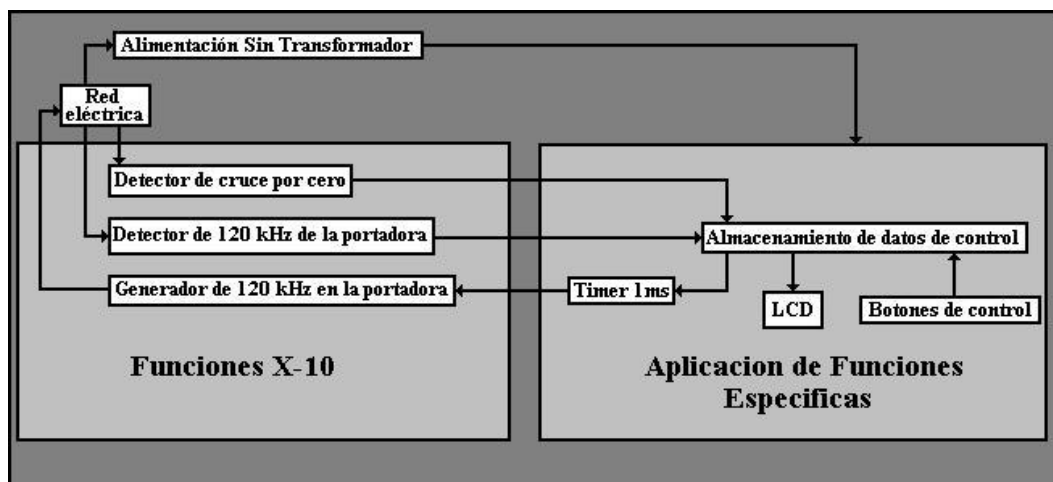 Alimentación Sin Transformador
Red
eléctrica
Detector de cruce por cero
Detector de 120 kHz de la portadora
Almacenamiento de datos de control
Generador de 120 kHz en la portadora
Timer 1ms
LCD
Botones de control
Funciones X-10
Aplicacion de Funciones
Especificas